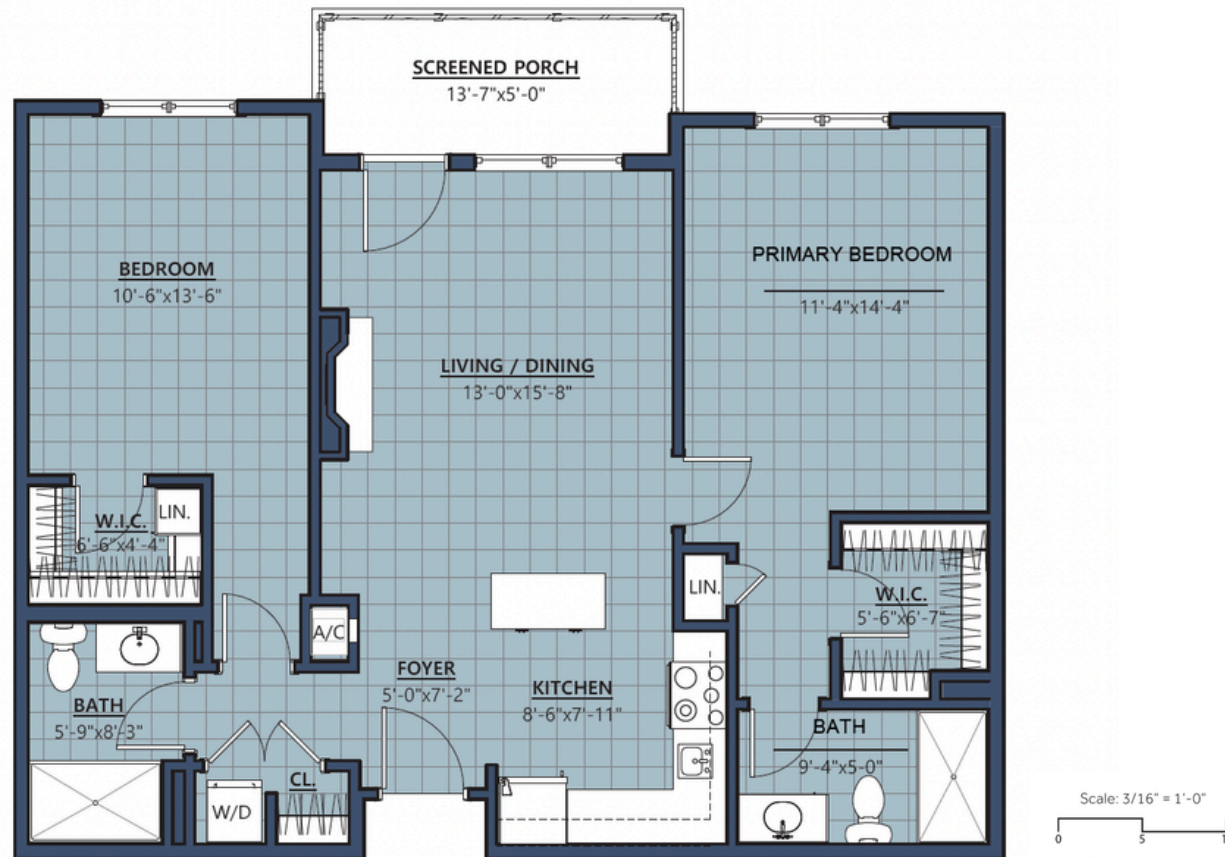 SCREENED PORCH
13'-7"x5'-0"
BEDROOM
10'-6"x13'-6"
PRIMARY BEDROOM
11'-4"x14'-4"
LIVING / DINING
13'-0"x15'-8"
W.I.C.
6'-6"x4'-4"
LIN.
LIN.
W.I.C.
5'-6"x6'-7"
A/C
FOYER
5'-0"x7'-2"
KITCHEN
8'-6"x7'-11"
BATH
5'-9"x8'-3"
BATH
9'-4"x5-0"
CL.
W/D
Scale: 3/16" = 1'-0"
0 5